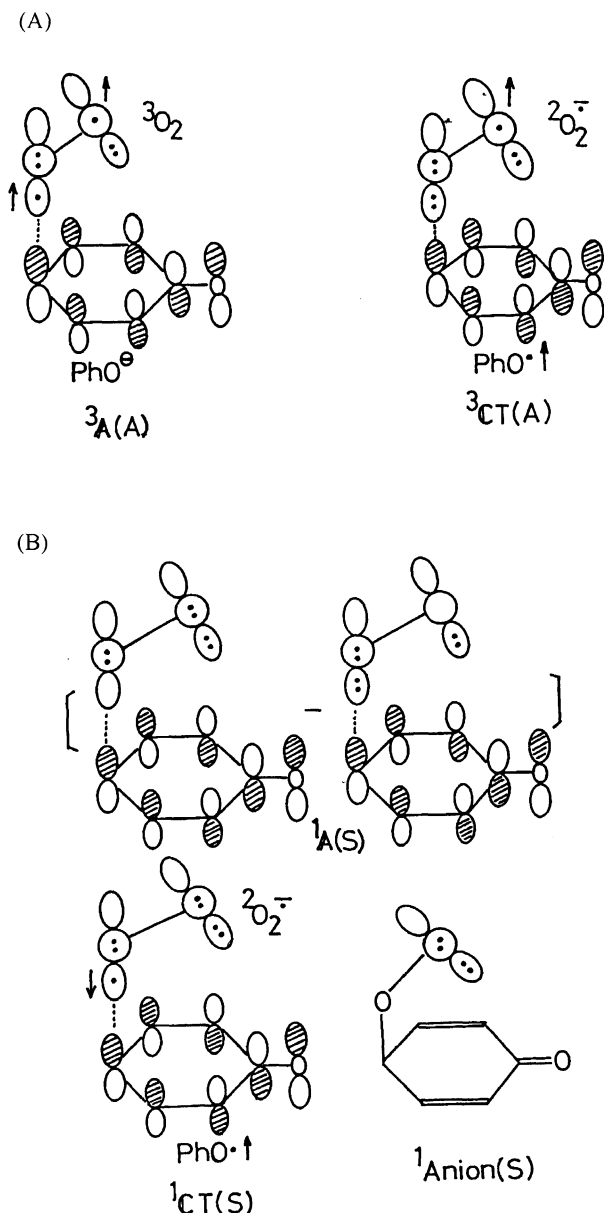 (A)
³O₂
²O₂•̄
PhO⊖
PhO•↑
³A(A)
³CT(A)
(B)
[ − ]
¹A(S)
²O₂•̄
O
O
PhO•↑
¹CT(S)
¹Anion(S)